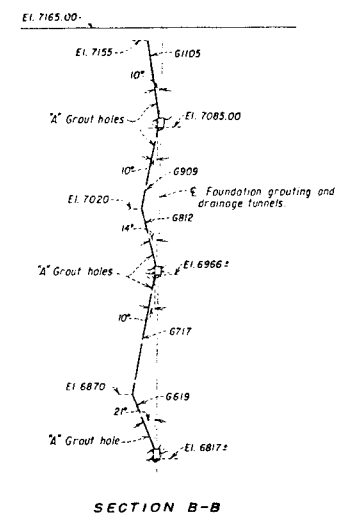 El. 7165.00
El. 7155
G1105
10°
"A" Grout holes
El. 7085.00
10°
G909
℄ Foundation grouting and
drainage tunnels
El. 7020
G812
14°
"A" Grout holes
El. 6966±
10°
G717
El. 6870
G619
21°
"A" Grout hole
El. 6817±
SECTION B-B